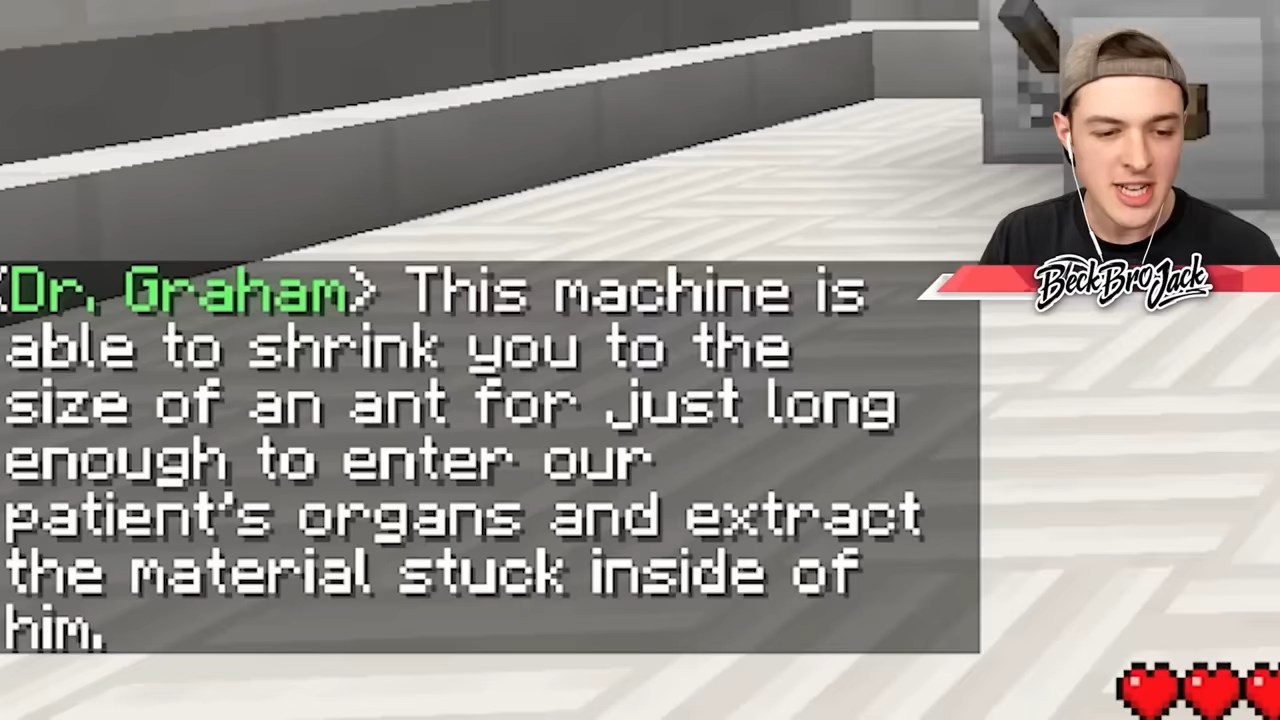 <Dr. Graham> This machine is
able to shrink you to the
size of an ant for just long
enough to enter our
patient's organs and extract
the material stuck inside of
him.
BeckBroJack